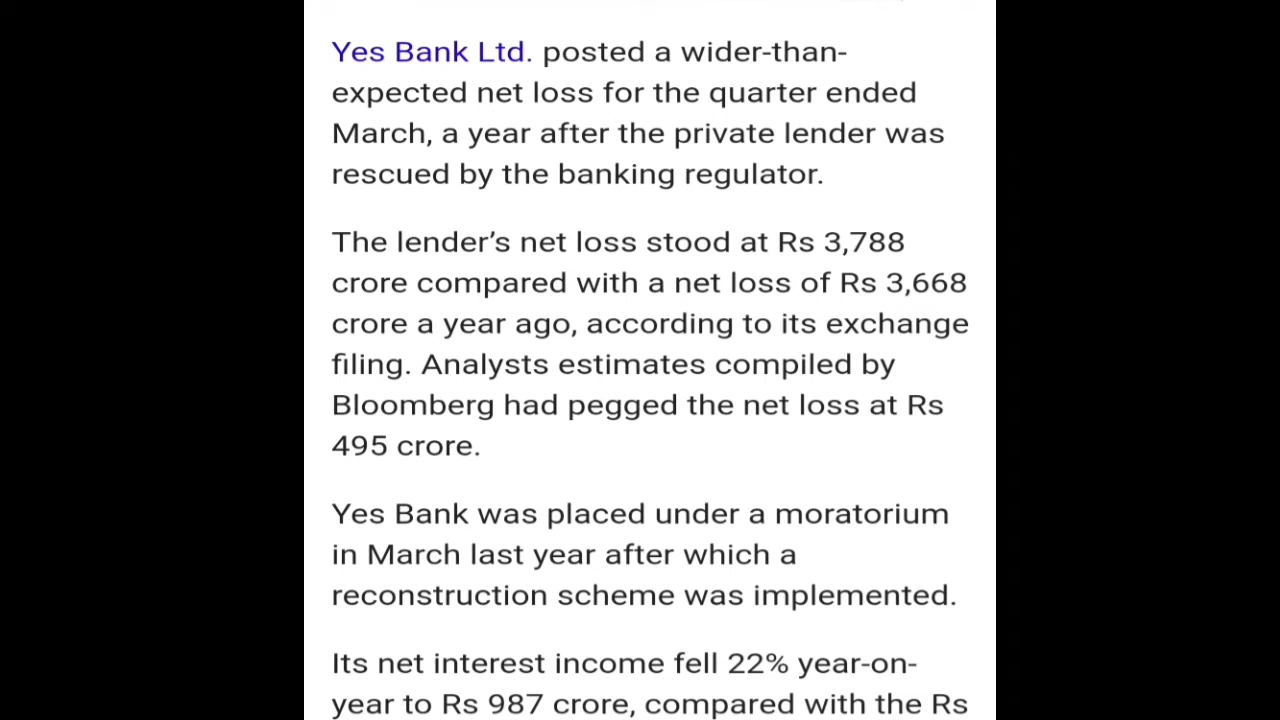 Yes Bank Ltd. posted a wider-than-
expected net loss for the quarter ended
March, a year after the private lender was
rescued by the banking regulator.
The lender’s net loss stood at Rs 3,788
crore compared with a net loss of Rs 3,668
crore a year ago, according to its exchange
filing. Analysts estimates compiled by
Bloomberg had pegged the net loss at Rs
495 crore.
Yes Bank was placed under a moratorium
in March last year after which a
reconstruction scheme was implemented.
Its net interest income fell 22% year-on-
year to Rs 987 crore, compared with the Rs